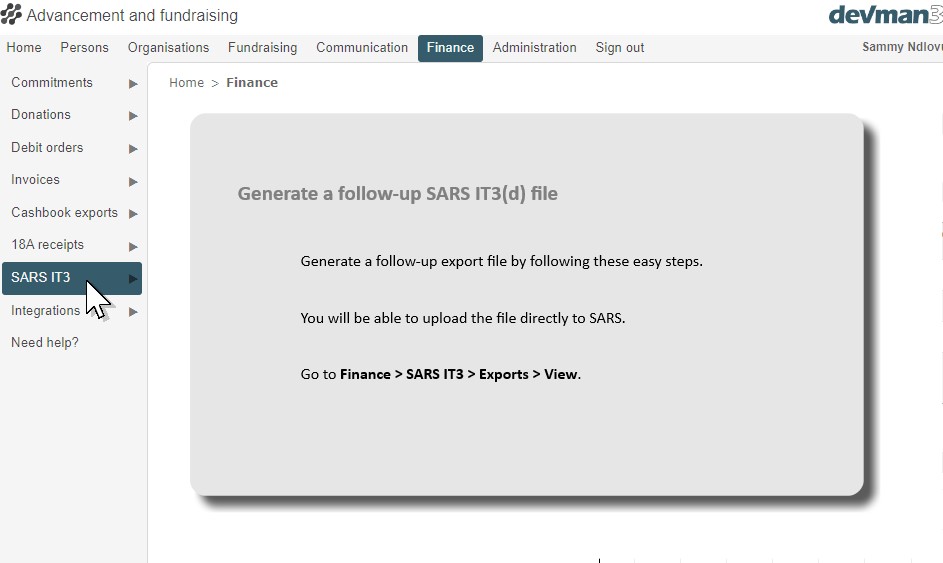 Advancement and fundraising
devman3
Home Persons Organisations Fundraising Communication Finance Administration Sign out
Commitments
Home > Finance
Donations
Debit orders
Invoices
Generate a follow-up SARS IT3(d) file
Cashbook exports
18A receipts
Generate a follow-up export file by following these easy steps.
SARS IT3
Integrations
You will be able to upload the file directly to SARS.
Need help?
Go to Finance > SARS IT3 > Exports > View.